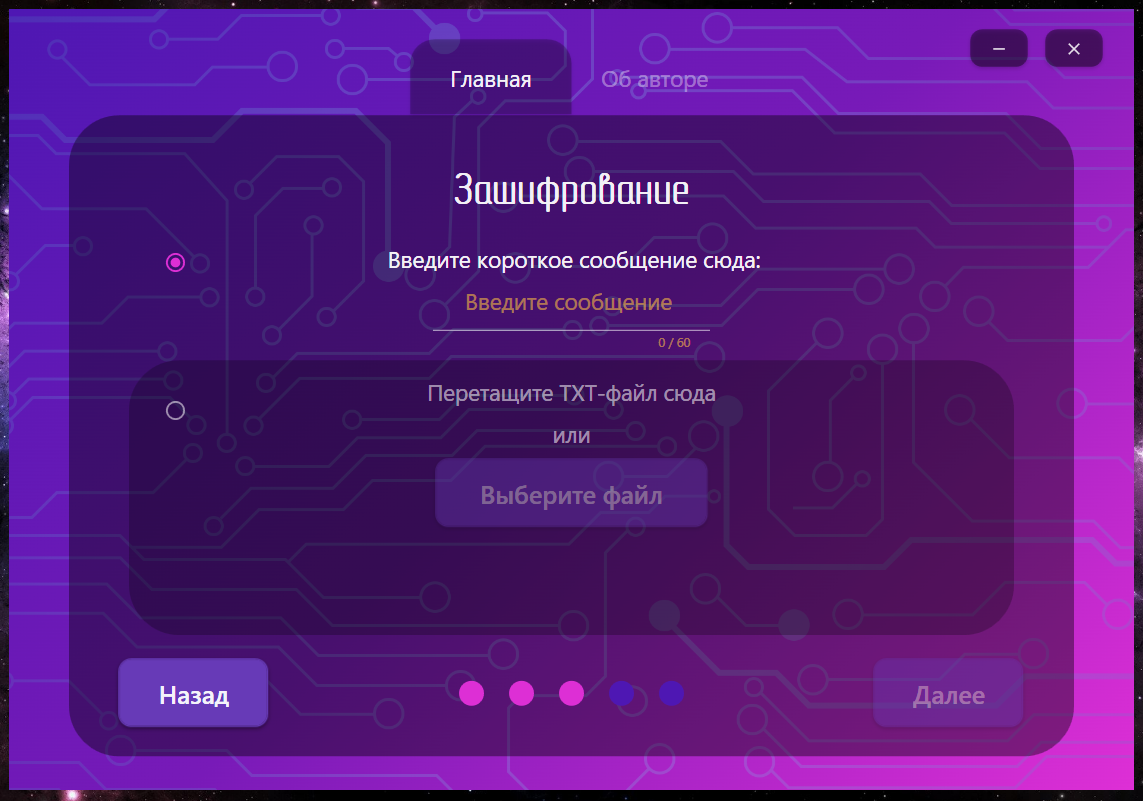 Главная
Об авторе
Зашифрование
Введите короткое сообщение сюда:
Введите сообщение
0 / 60
Перетащите TXT-файл сюда
или
Выберите файл
Назад
Далее